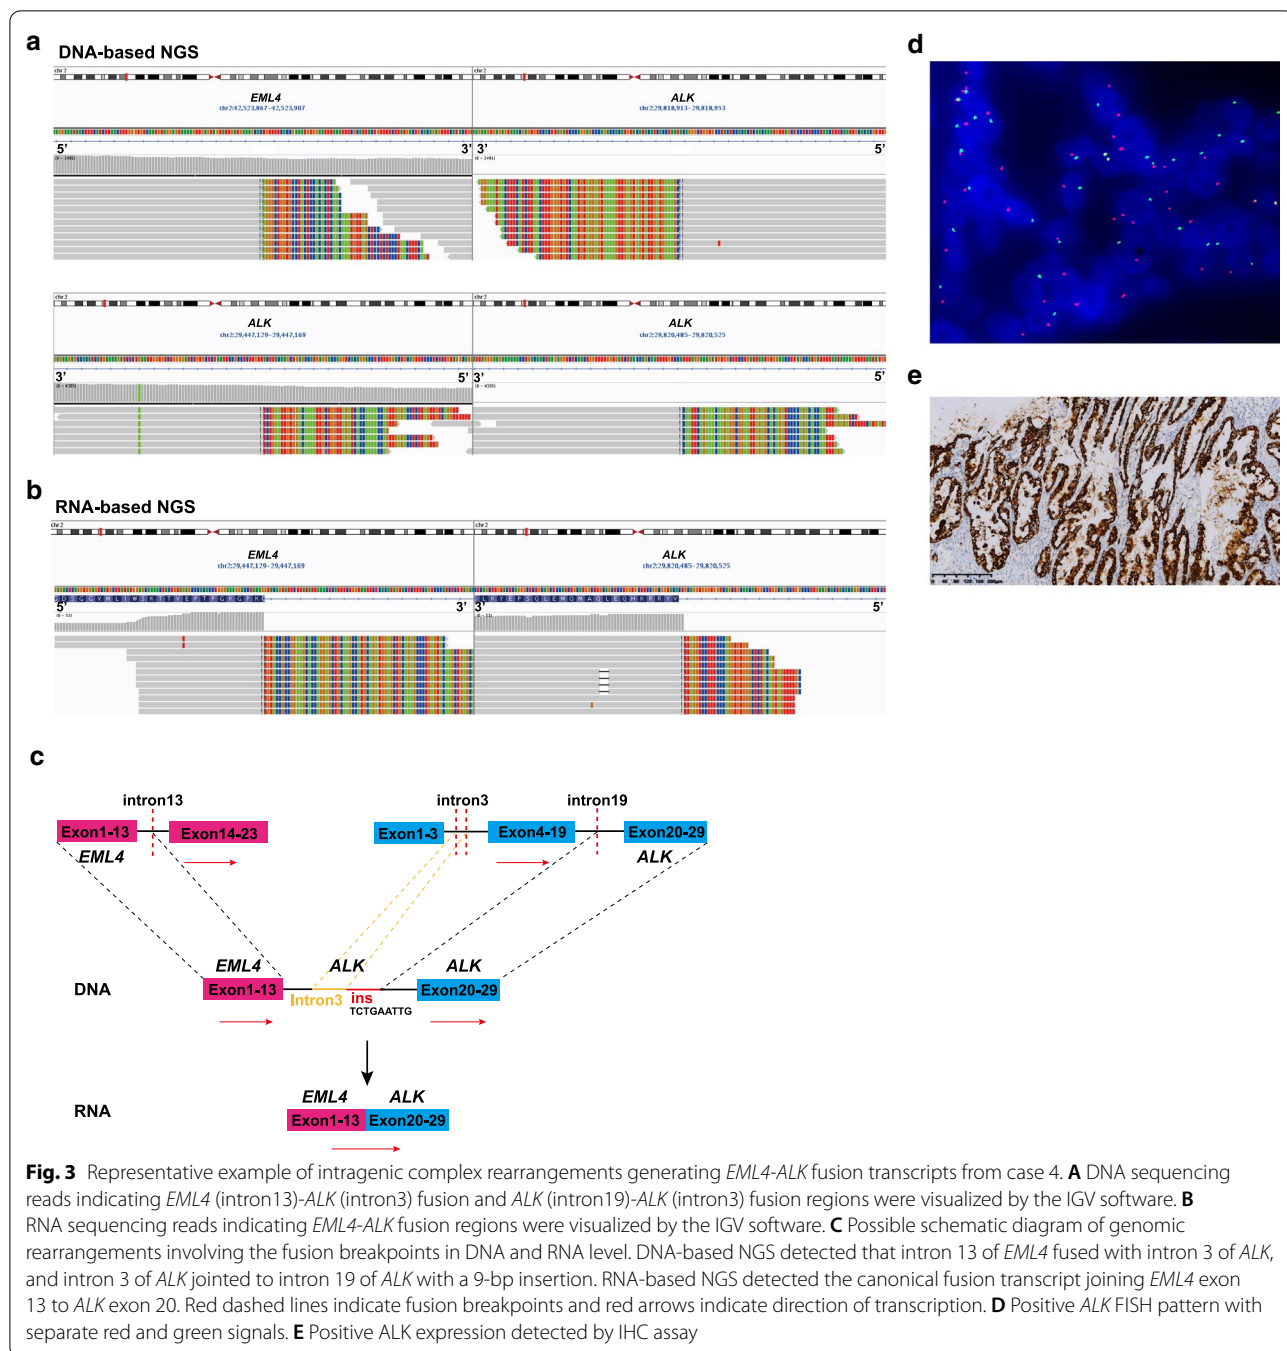 a
DNA-based NGS
chr 2
chr 2
EML4
chr2:42,523,867-42,523,907
ALK
chr2:29,818,913-29,818,953
5’ 3’ 3’ 5’
chr 2
chr 2
ALK
chr2:29,447,129-29,447,169
ALK
chr2:29,820,485-29,820,525
3’ 5’ 3’ 5’
b
RNA-based NGS
chr 2
chr 2
EML4
chr2:29,447,129-29,447,169
ALK
chr2:29,820,485-29,820,525
5’ 3’ 3’ 5’
c
intron13 intron3 intron19
Exon1-13 Exon14-23 Exon1-3 Exon4-19 Exon20-29
EML4 ALK
EML4 ALK ALK
DNA Exon1-13 Intron3 ins Exon20-29
TCTGAATTG
EML4 ALK
RNA Exon1-13 Exon20-29
d
e
Fig. 3 Representative example of intragenic complex rearrangements generating EML4-ALK fusion transcripts from case 4. A DNA sequencing
reads indicating EML4 (intron13)-ALK (intron3) fusion and ALK (intron19)-ALK (intron3) fusion regions were visualized by the IGV software. B
RNA sequencing reads indicating EML4-ALK fusion regions were visualized by the IGV software. C Possible schematic diagram of genomic
rearrangements involving the fusion breakpoints in DNA and RNA level. DNA-based NGS detected that intron 13 of EML4 fused with intron 3 of ALK,
and intron 3 of ALK jointed to intron 19 of ALK with a 9-bp insertion. RNA-based NGS detected the canonical fusion transcript joining EML4 exon
13 to ALK exon 20. Red dashed lines indicate fusion breakpoints and red arrows indicate direction of transcription. D Positive ALK FISH pattern with
separate red and green signals. E Positive ALK expression detected by IHC assay